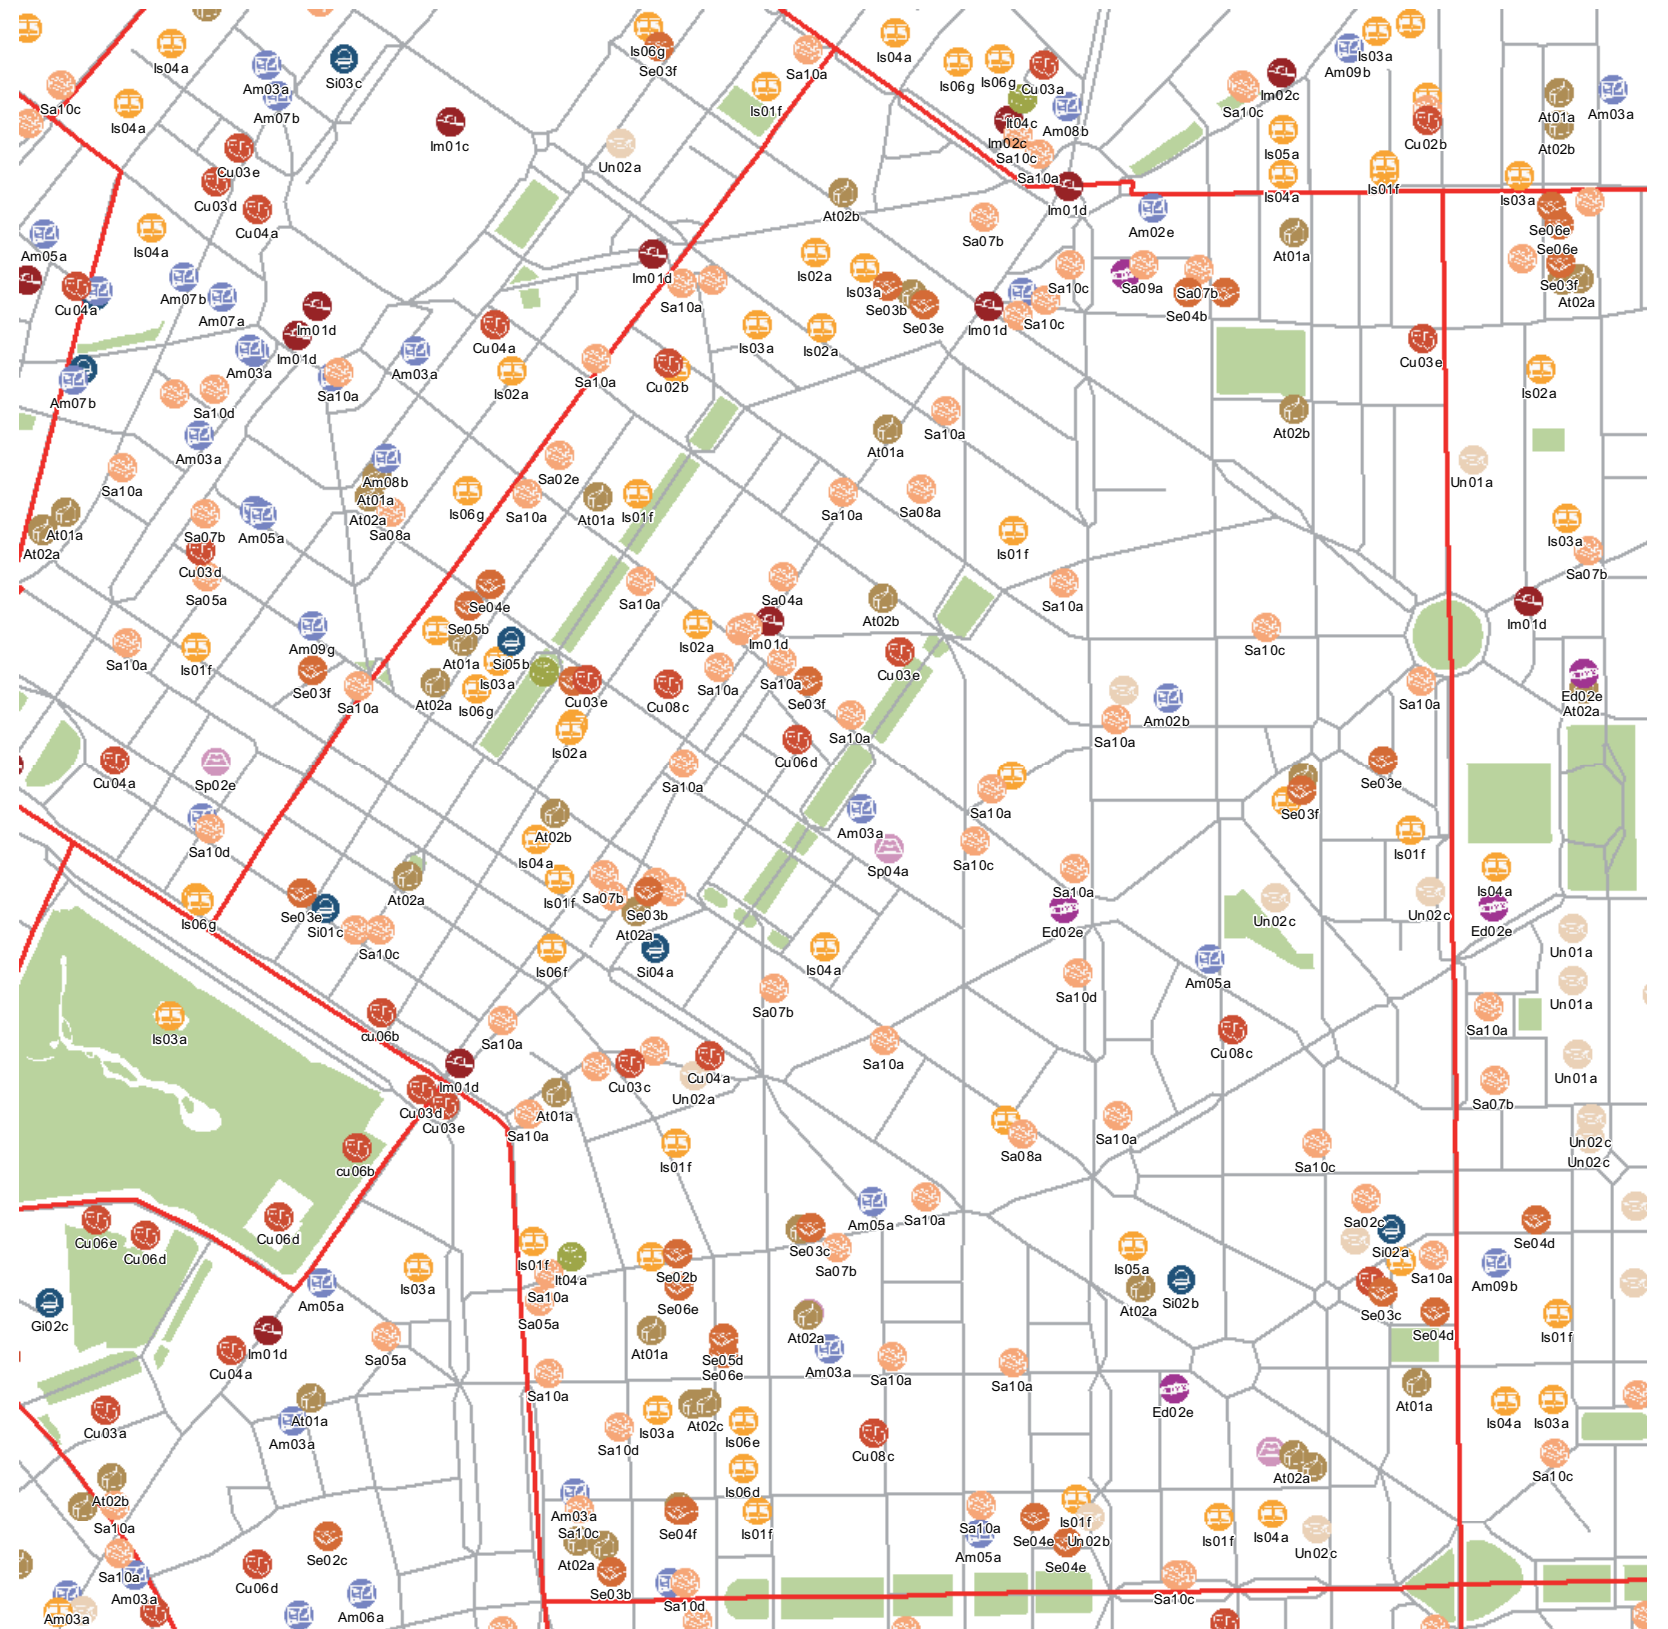 Is04a
Si03c
Is06g
Se03f
Sa10a
Is04a
Is06g
Is06g
Cu03a
Am09b
Is03a
Im02c
Sa10c
Is04a
Am03a
Am07b
Im01c
Is01f
It04c
Am08b
Im02c
Sa10c
Sa10c
Is05a
Cu02b
At01a
Am03a
At02b
Cu03e
Un02a
Sa10a
Im01d
Is04a
Is01f
Is03a
Cu03d
Cu04a
At02b
Sa07b
Am02e
At01a
Se06e
Se06e
Am05a
Is04a
Im01d
Is02a
Sa10c
Sa09a
Sa07b
Se03f
At02a
Cu04a
Am07b
Am07a
Im01d
Sa10a
Is03a
Se03b
Se03e
Im01d
Sa10c
Se04b
Im01d
Am03a
Cu04a
Is03a
Is02a
Cu03e
Am03a
Sa10a
Sa10a
Is02a
Cu02b
Is02a
Am07b
Sa10d
Sa10a
At02b
Am03a
At01a
Sa10a
Am08b
Sa02e
Un01a
At01a
At02a
Sa08a
Is06g
Sa10a
At01a
Is01f
Sa10a
Sa08a
At01a
At02a
Sa07b
Am05a
Is01f
Is03a
Cu03d
Sa05a
Sa07b
Se04e
Sa10a
Sa04a
At02b
Sa10a
Im01d
Sa10a
Is01f
Am09g
Se03f
Se05b
At01a
Si05b
Is03a
Is02a
Im01d
Sa10c
Sa10a
At02a
Is06g
Cu03e
Cu08c
Sa10a
Sa10a
Se03f
Cu03e
Am02b
Sa10a
Ed02e
At02a
Sa10a
Is02a
Cu06d
Sa10a
Cu04a
Sp02e
Sa10a
Sa10a
Se03e
Sa10d
At02b
Is04a
Am03a
Sp04a
Sa10a
Sa10c
Se03f
Is01f
Is06g
Se03e
Si01c
At02a
Is01f
Sa07b
Se03b
At02a
Sa10a
Ed02e
Un02c
Un02c
Is04a
Ed02e
Sa10c
Is06f
Si04a
Is04a
Sa10d
Am05a
Un01a
Un01a
Is03a
cu06b
Sa10a
Sa07b
Sa10a
Cu08c
Sa10a
Im01d
Cu03d
Cu03e
At01a
Sa10a
Cu03c
Cu04a
Un02a
Sa07b
Un01a
cu06b
Is01f
Sa08a
Sa10a
Sa10c
Un02c
Un02c
Cu06e
Cu06d
Cu06d
Am05a
Sa10a
Sa02c
Si02a
Se04d
Gi02c
Am05a
Is03a
Is01f
It04a
Sa10a
Sa05a
Se02b
Se06e
Se03c
Sa07b
Is05a
At02a
Si02b
Sa10a
Am09b
Se03c
Se04d
Is01f
Im01d
Cu04a
Sa05a
At01a
Se05d
Se06e
At02a
Am03a
Sa10a
Sa10a
Sa10a
Ed02e
At01a
Cu03a
At01a
Am03a
Sa10d
Is03a
At02c
Is06e
Cu08c
Is04a
Is03a
At02b
Sa10a
Is06d
At02a
Sa10c
Am03a
Sa10c
At02a
Se04f
Is01f
Sa10a
Am05a
Se04e
Is01f
Un02b
Se04e
Is01f
Is04a
Un02c
Sa10a
Am03a
Am03a
Se02c
Cu06d
Am06a
Se03b
Sa10d
Sa10c